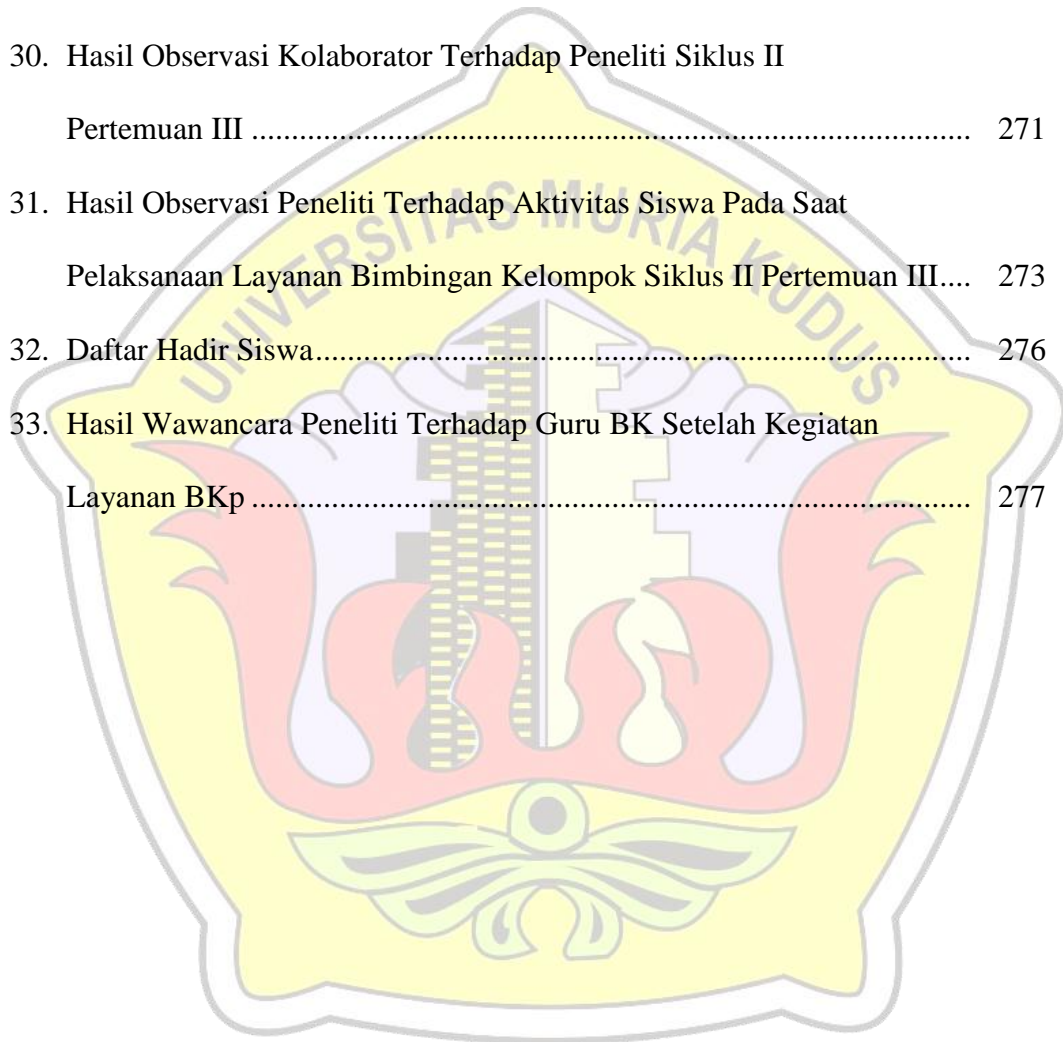 30. Hasil Observasi Kolaborator Terhadap Peneliti Siklus II
Pertemuan III ........................................................................................... 271
31. Hasil Observasi Peneliti Terhadap Aktivitas Siswa Pada Saat
Pelaksanaan Layanan Bimbingan Kelompok Siklus II Pertemuan III.... 273
32. Daftar Hadir Siswa................................................................................... 276
33. Hasil Wawancara Peneliti Terhadap Guru BK Setelah Kegiatan
Layanan BKp ........................................................................................... 277
UNIVERSITAS MURIA KUDUS